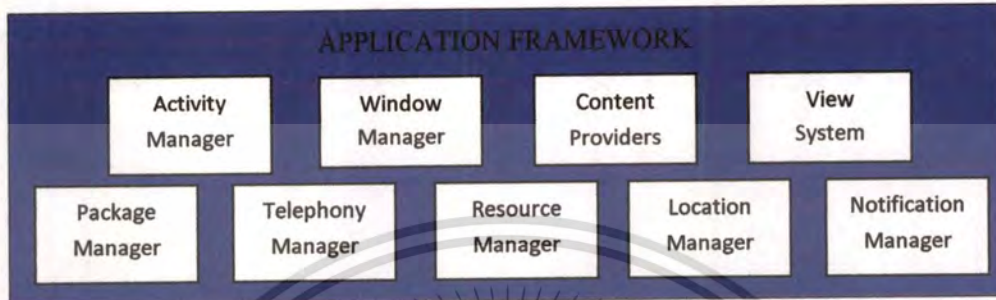 APPLICATION FRAMEWORK
Activity
Manager
Window
Manager
Content
Providers
View
System
Package
Manager
Telephony
Manager
Resource
Manager
Location
Manager
Notification
Manager